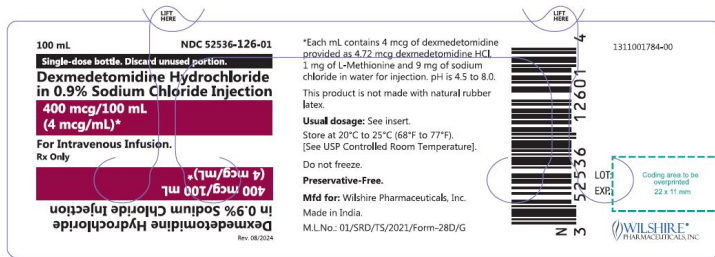 LIFT
HERE
LIFT
HERE
100 mL NDC 52536-126-01
Single-dose bottle. Discard unused portion.
Dexmedetomidine Hydrochloride
in 0.9% Sodium Chloride Injection
400 mcg/100 mL
(4 mcg/mL)*
For Intravenous Infusion.
Rx Only
400 mcg/100 mL
(4 mcg/mL)*
Dexmedetomidine Hydrochloride
in 0.9% Sodium Chloride Injection
Rev. 08/2024
*Each mL contains 4 mcg of dexmedetomidine
provided as 4.72 mcg dexmedetomidine HCl,
1 mg of L-Methionine and 9 mg of sodium
chloride in water for injection. pH is 4.5 to 8.0.
This product is not made with natural rubber
latex.
Usual dosage: See insert.
Store at 20°C to 25°C (68°F to 77°F).
[See USP Controlled Room Temperature].
Do not freeze.
Preservative-Free.
Mfd for: Wilshire Pharmaceuticals, Inc.
Made in India.
M.L.No.: 01/SRD/TS/2021/Form-28D/G
N 3 52536 12601 4
1311001784-00
LOT:
EXP.
Coding area to be
overprinted
22 x 11 mm
WILSHIRE
PHARMACEUTICALS, INC